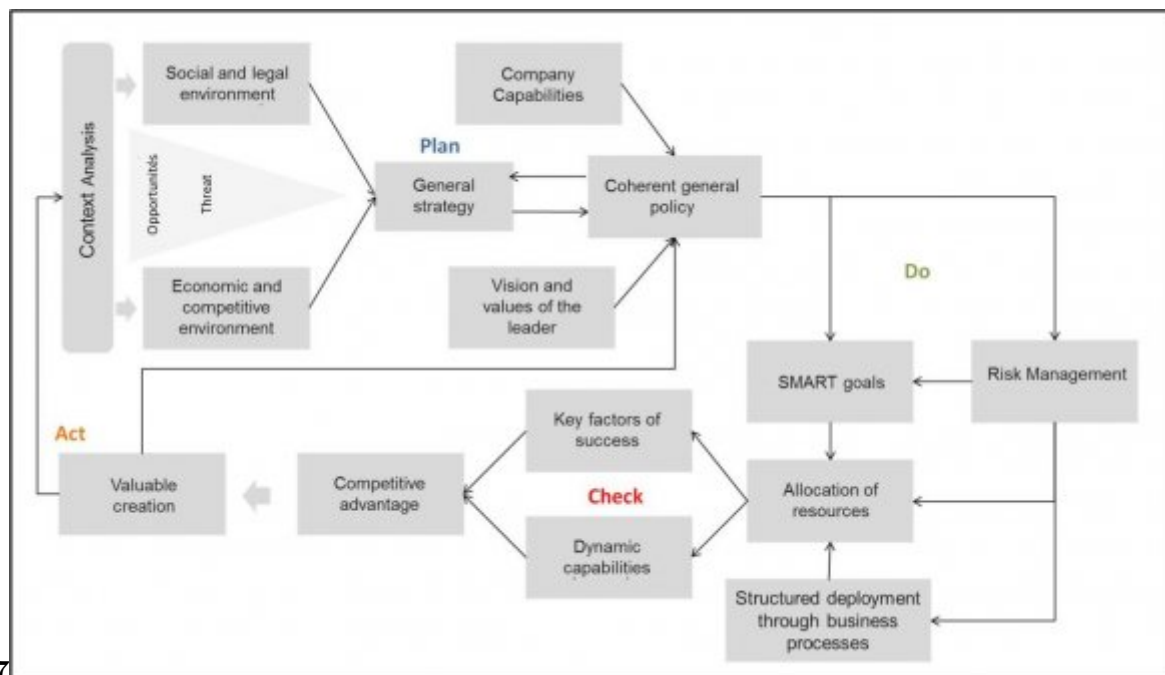 Context Analysis
Social and legal
environment
Opportunités
Threat
Economic and
competitive
environment
Plan
General
strategy
Company
Capabilities
Coherent general
policy
Vision and
values of the
leader
Do
SMART goals
Risk Management
Allocation of
resources
Structured deployment
through business
processes
Key factors of
success
Check
Dynamic
capabilities
Competitive
advantage
Act
Valuable
creation
7